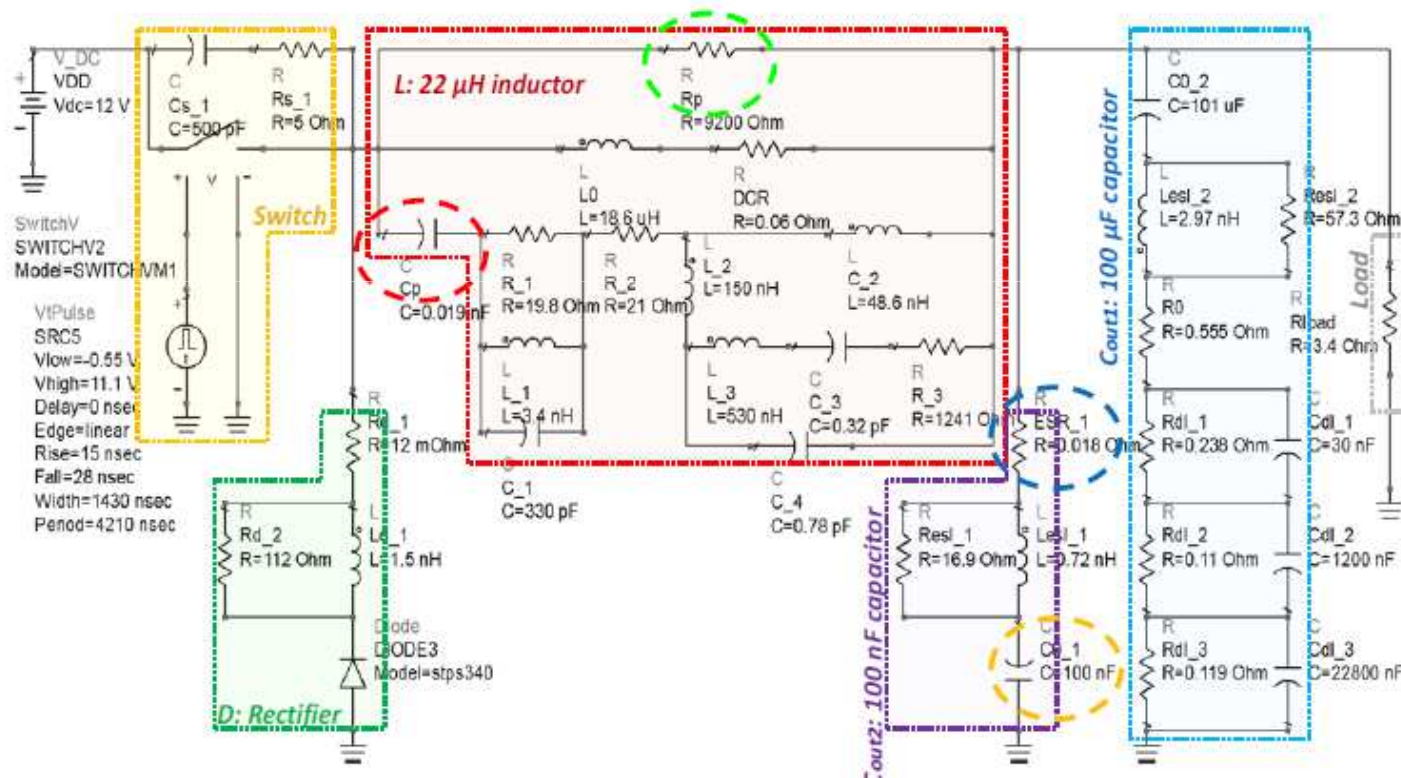 V_DC
VDD
Vdc=12 V
C
Cs_1
C=500 pF
R
Rs_1
R=5 Ohm
Switch
SwitchV
SWITCHV2
Model=SWITCHVM1
VtPulse
SRC5
Vlow=-0.55 V
Vhigh=11.1 V
Delay=0 nsec
Edge=linear
Rise=15 nsec
Fall=28 nsec
Width=1430 nsec
Period=4210 nsec
L: 22 µH inductor
R
Rp
R=9200 Ohm
L
L0
L=18.6 uH
R
DCR
R=0.06 Ohm
C
Cp
C=0.019 nF
R
R_1
R=19.8 Ohm
R
R_2
R=21 Ohm
L
L_2
L=150 nH
L
C_2
L=48.6 nH
L
L_1
L=3.4 nH
L
L_3
L=530 nH
C
C_3
C=0.32 pF
R
R_3
R=1241 Ohm
C
C_1
C=330 pF
C
C_4
C=0.78 pF
R
R=12 mOhm
R
Rd_2
R=112 Ohm
L
L=1.5 nH
Diode
DIODE3
Model=stps340
D: Rectifier
R
ESR_1
R=0.018 Ohm
R
Resl_1
R=16.9 Ohm
L
Lesl_1
L=0.72 nH
C
C=100 nF
Cout2: 100 nF capacitor
Cout1: 100 µF capacitor
C
C0_2
C=101 uF
L
Lesl_2
L=2.97 nH
R
Resl_2
R=57.3 Ohm
R
R0
R=0.555 Ohm
Load
R
Rload
R=3.4 Ohm
R
Rdl_1
R=0.238 Ohm
C
Cdl_1
C=30 nF
R
Rdl_2
R=0.11 Ohm
C
Cdl_2
C=1200 nF
R
Rdl_3
R=0.119 Ohm
C
Cdl_3
C=22800 nF